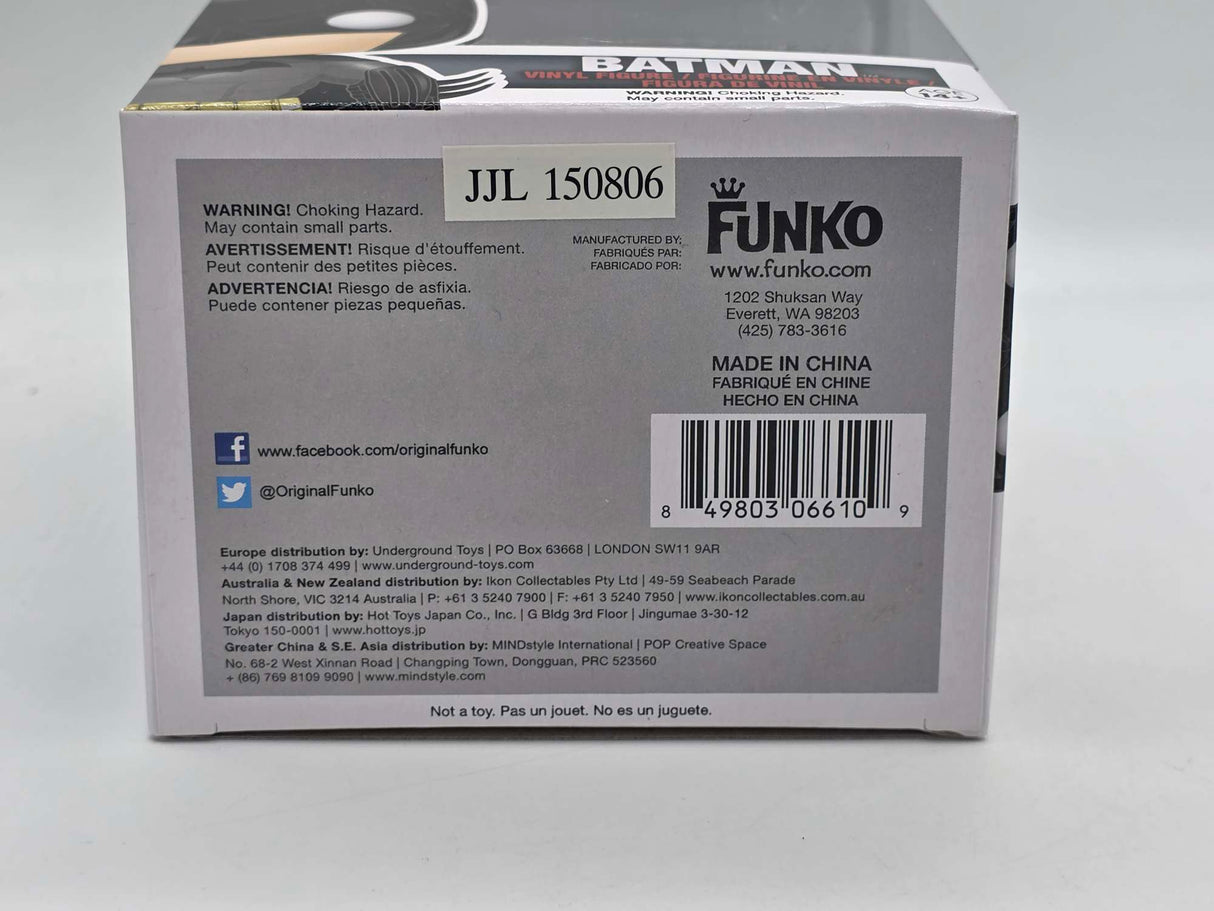 BATMAN
VINYL FIGURE / FIGURINE EN VINYLE /
FIGURA DE VINIL
WARNING! Choking Hazard.
May contain small parts.
AGE
14+
JJL 150806
WARNING! Choking Hazard.
May contain small parts.
AVERTISSEMENT! Risque d'étouffement.
Peut contenir des petites pièces.
ADVERTENCIA! Riesgo de asfixia.
Puede contener piezas pequeñas.
MANUFACTURED BY:
FABRIQUÉS PAR:
FABRICADO POR:
FUNKO
www.funko.com
1202 Shuksan Way
Everett, WA 98203
(425) 783-3616
MADE IN CHINA
FABRIQUÉ EN CHINE
HECHO EN CHINA
8 49803 06610 9
f www.facebook.com/originalfunko
@OriginalFunko
Europe distribution by: Underground Toys | PO Box 63668 | LONDON SW11 9AR
+44 (0) 1708 374 499 | www.underground-toys.com
Australia & New Zealand distribution by: Ikon Collectables Pty Ltd | 49-59 Seabeach Parade
North Shore, VIC 3214 Australia | P: +61 3 5240 7900 | F: +61 3 5240 7950 | www.ikoncollectables.com.au
Japan distribution by: Hot Toys Japan Co., Inc. | G Bldg 3rd Floor | Jingumae 3-30-12
Tokyo 150-0001 | www.hottoys.jp
Greater China & S.E. Asia distribution by: MINDstyle International | POP Creative Space
No. 68-2 West Xinnan Road | Changping Town, Dongguan, PRC 523560
+ (86) 769 8109 9090 | www.mindstyle.com
Not a toy. Pas un jouet. No es un juguete.